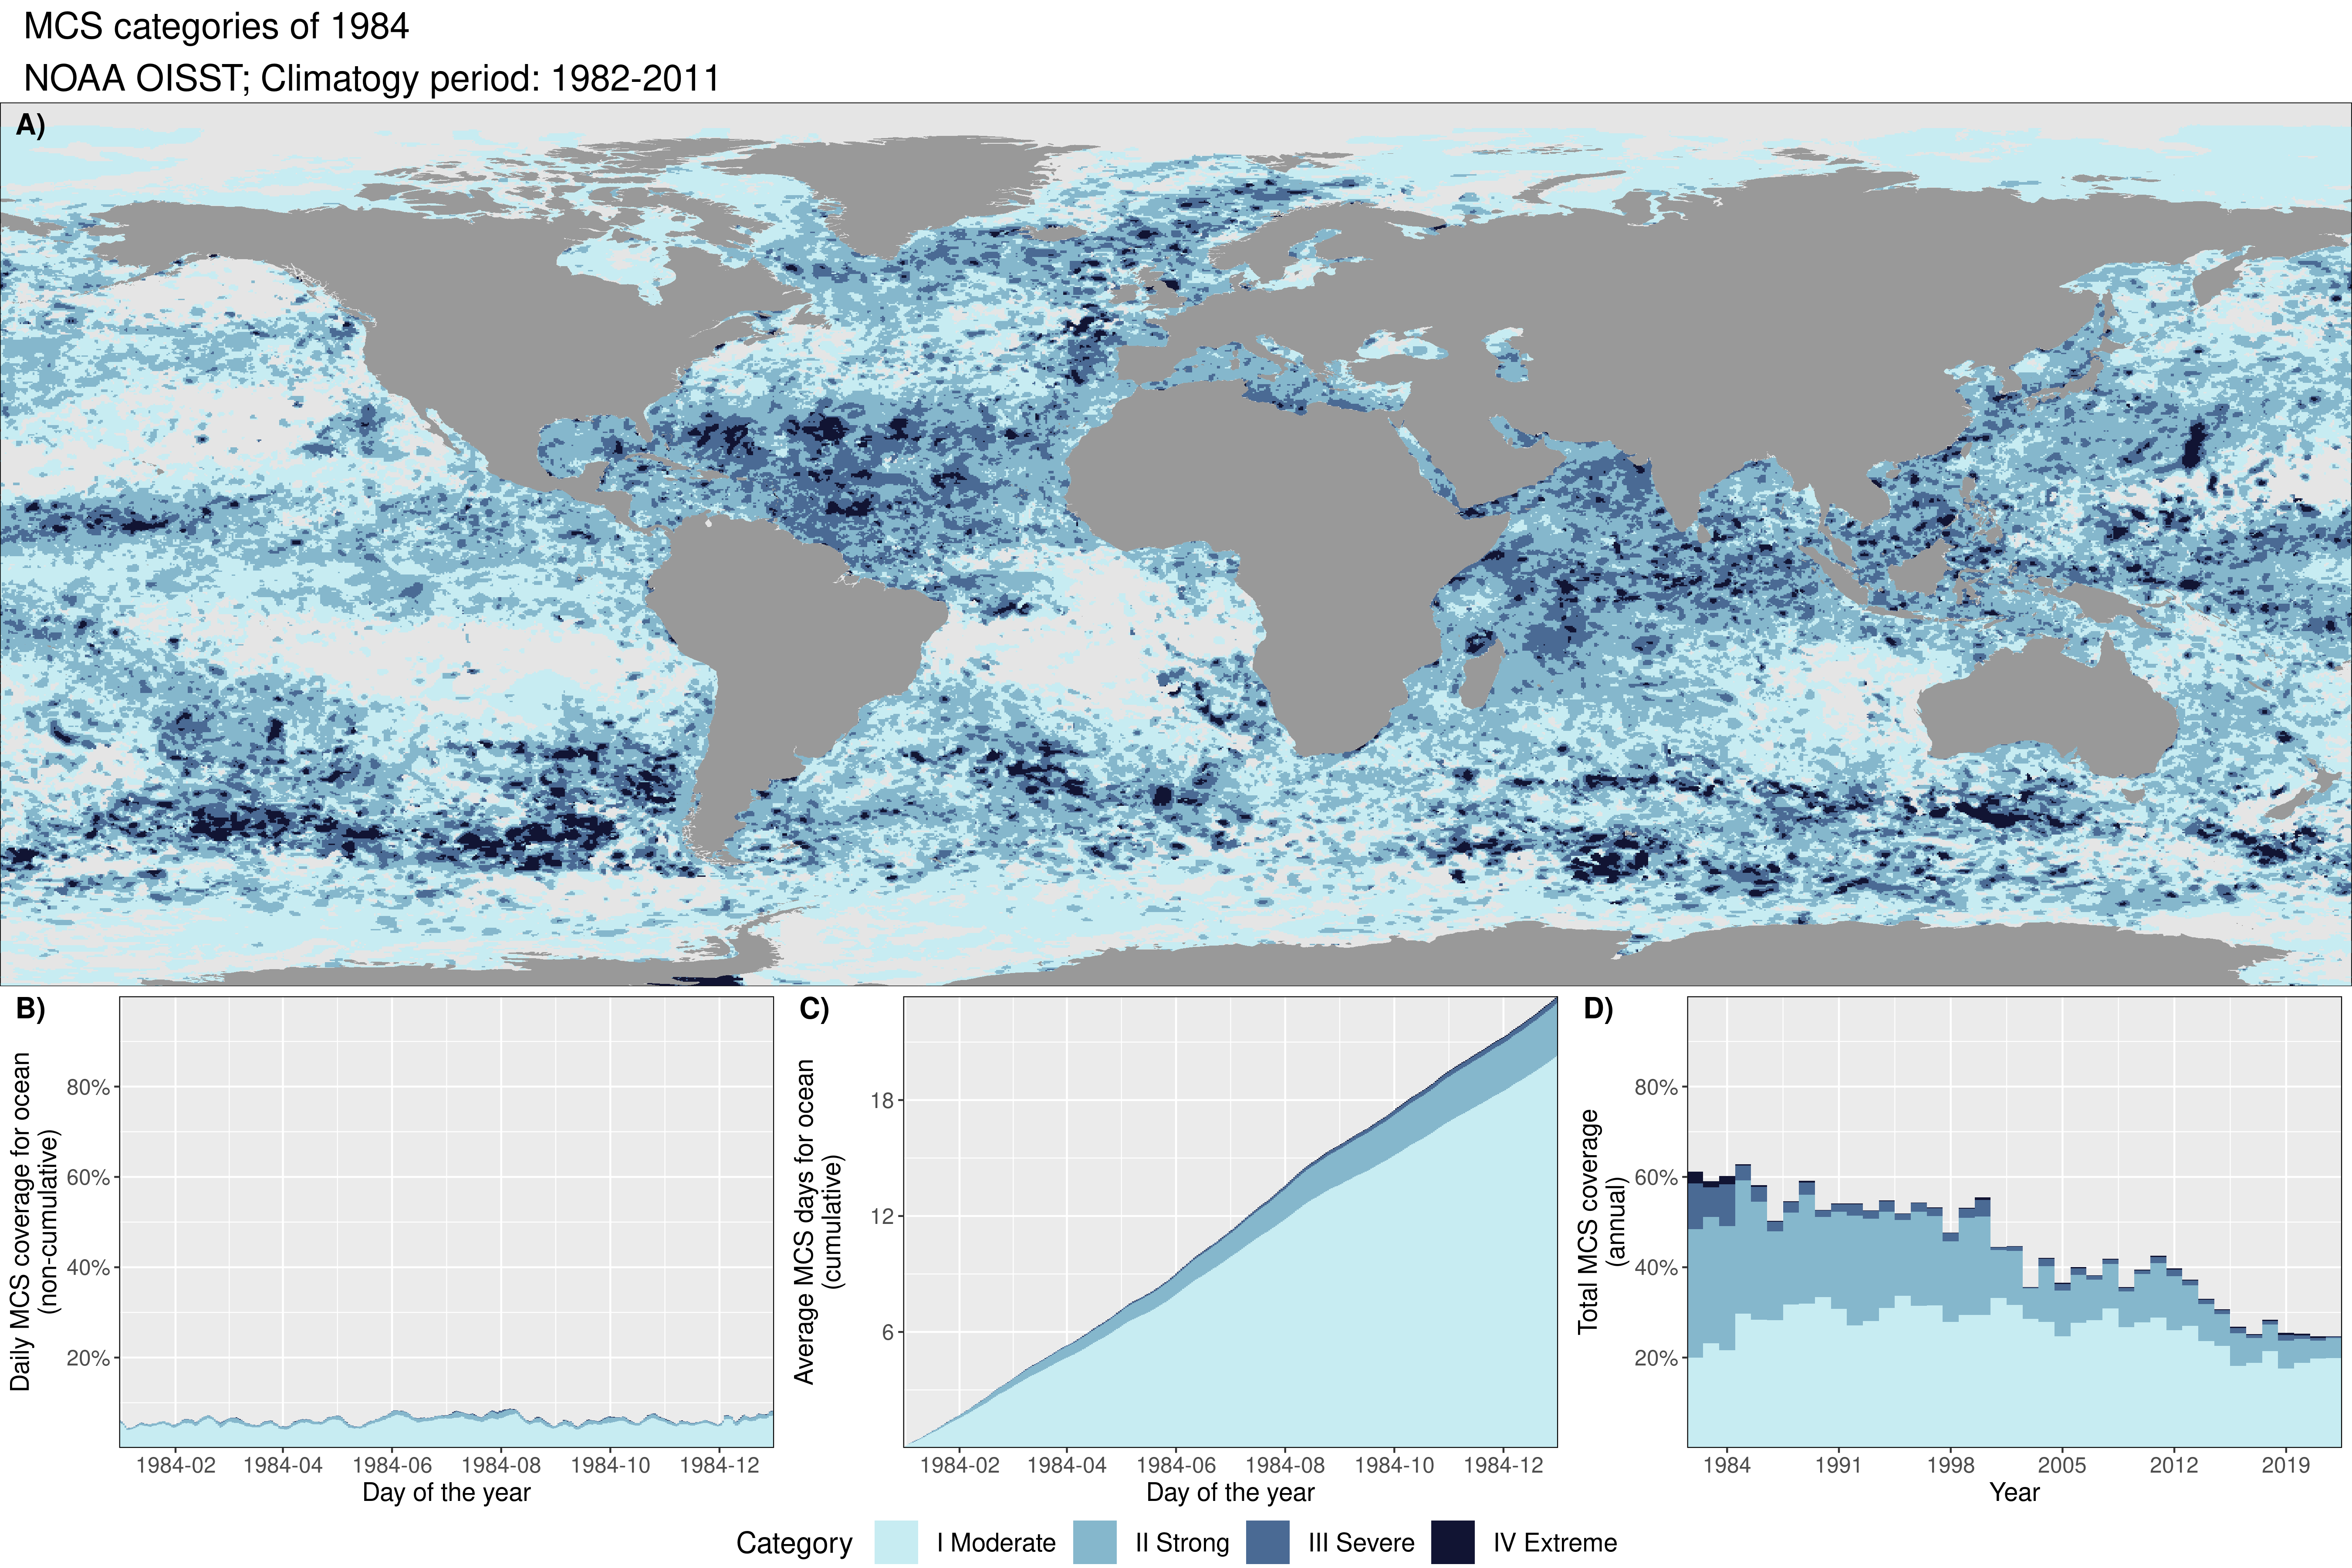 MCS categories of 1984
NOAA OISST; Climatogy period: 1982-2011
A)
B)
Daily MCS coverage for ocean
(non-cumulative)
80%
60%
40%
20%
1984-02 1984-04 1984-06 1984-08 1984-10 1984-12
Day of the year
C)
Average MCS days for ocean
(cumulative)
18
12
6
1984-02 1984-04 1984-06 1984-08 1984-10 1984-12
Day of the year
D)
Total MCS coverage
(annual)
80%
60%
40%
20%
1984 1991 1998 2005 2012 2019
Year
Category I Moderate II Strong III Severe IV Extreme